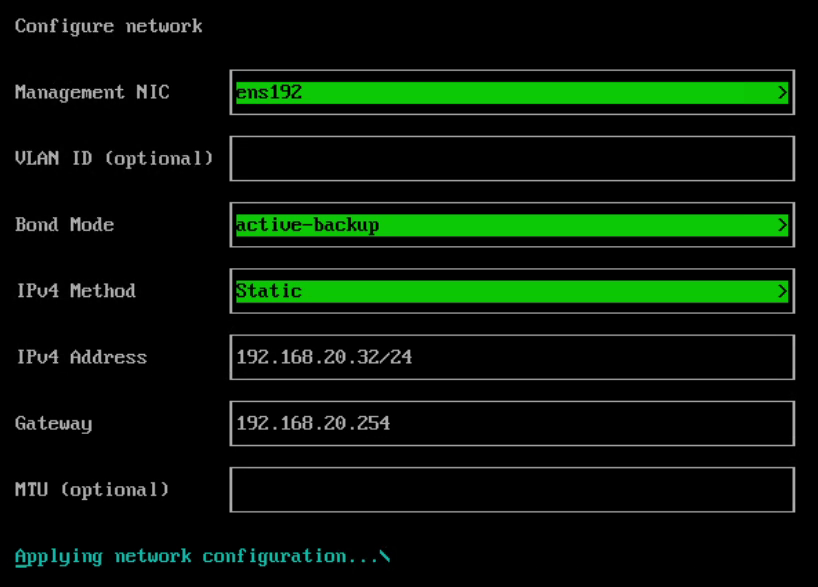 Configure network
Management NIC ens192 >
VLAN ID (optional)
Bond Mode active-backup >
IPv4 Method Static >
IPv4 Address 192.168.20.32/24
Gateway 192.168.20.254
MTU (optional)
Applying network configuration...\